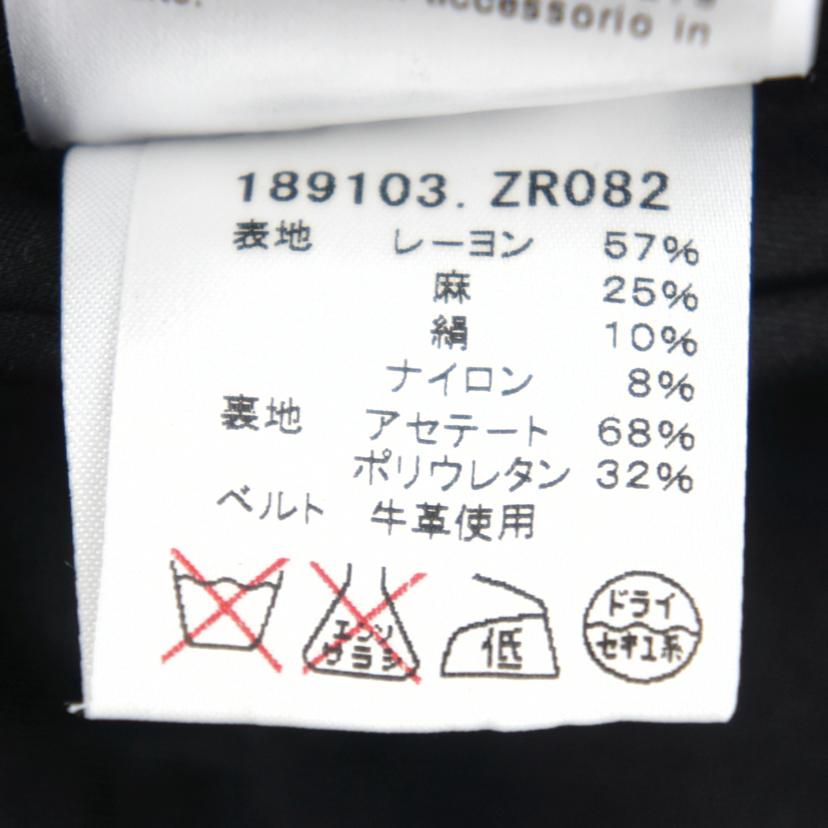 accessorio in
189103. ZR082
表地 レーヨン 57%
麻 25%
絹 10%
ナイロン 8%
裏地 アセテート 68%
ポリウレタン 32%
ベルト 牛革使用
エンソ
サラシ
低
ドライ
セキユ系